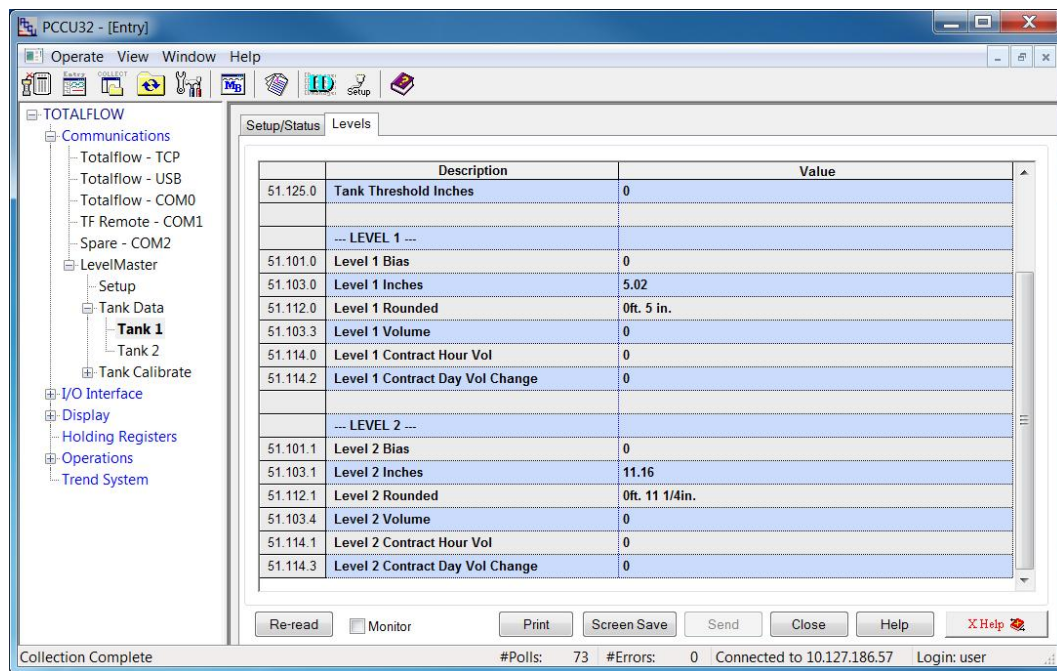 PCCU32 - [Entry]
Operate View Window Help
Entry COLLECT MB ID Manager Setup
TOTALFLOW
Communications
Totalflow - TCP
Totalflow - USB
Totalflow - COM0
TF Remote - COM1
Spare - COM2
LevelMaster
Setup
Tank Data
Tank 1
Tank 2
Tank Calibrate
I/O Interface
Display
Holding Registers
Operations
Trend System
Setup/Status Levels
Description Value
51.125.0 Tank Threshold Inches 0
--- LEVEL 1 ---
51.101.0 Level 1 Bias 0
51.103.0 Level 1 Inches 5.02
51.112.0 Level 1 Rounded 0ft. 5 in.
51.103.3 Level 1 Volume 0
51.114.0 Level 1 Contract Hour Vol 0
51.114.2 Level 1 Contract Day Vol Change 0
--- LEVEL 2 ---
51.101.1 Level 2 Bias 0
51.103.1 Level 2 Inches 11.16
51.112.1 Level 2 Rounded 0ft. 11 1/4in.
51.103.4 Level 2 Volume 0
51.114.1 Level 2 Contract Hour Vol 0
51.114.3 Level 2 Contract Day Vol Change 0
Re-read Monitor Print Screen Save Send Close Help X Help
Collection Complete #Polls: 73 #Errors: 0 Connected to 10.127.186.57 Login: user